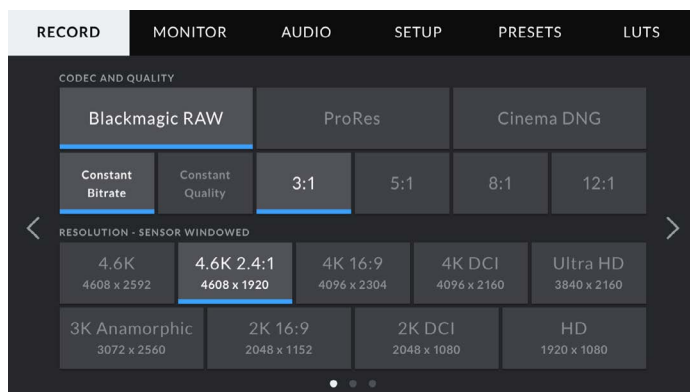 RECORD MONITOR AUDIO SETUP PRESETS LUTS
CODEC AND QUALITY
Blackmagic RAW ProRes Cinema DNG
Constant Bitrate Constant Quality 3:1 5:1 8:1 12:1
RESOLUTION - SENSOR WINDOWED
4.6K 4.6K 2.4:1 4K 16:9 4K DCI Ultra HD
4608 x 2592 4608 x 1920 4096 x 2304 4096 x 2160 3840 x 2160
3K Anamorphic 2K 16:9 2K DCI HD
3072 x 2560 2048 x 1152 2048 x 1080 1920 x 1080